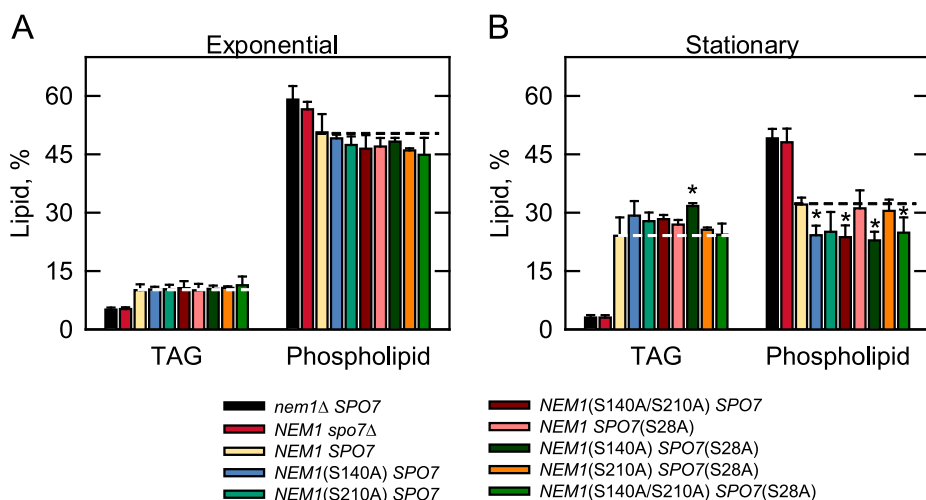 A
Exponential
Lipid, %
60
45
30
15
0
TAG
Phospholipid
B
Stationary
Lipid, %
60
45
30
15
0
*
*
*
*
*
TAG
Phospholipid
nem1Δ SPO7
NEM1 spo7Δ
NEM1 SPO7
NEM1(S140A) SPO7
NEM1(S210A) SPO7
NEM1(S140A/S210A) SPO7
NEM1 SPO7(S28A)
NEM1(S140A) SPO7(S28A)
NEM1(S210A) SPO7(S28A)
NEM1(S140A/S210A) SPO7(S28A)